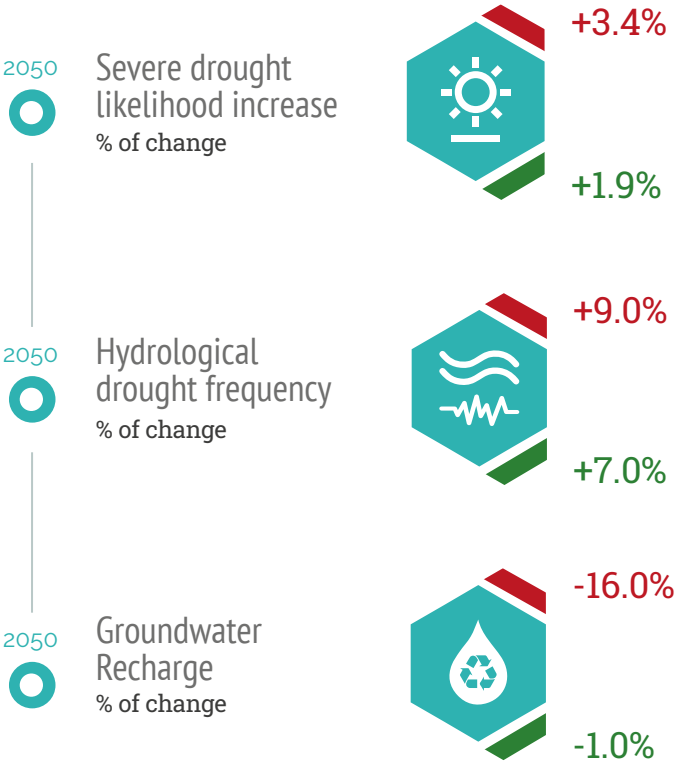 2050
Severe drought
likelihood increase
% of change
+3.4%
+1.9%
2050
Hydrological
drought frequency
% of change
+9.0%
+7.0%
2050
Groundwater
Recharge
% of change
-16.0%
-1.0%